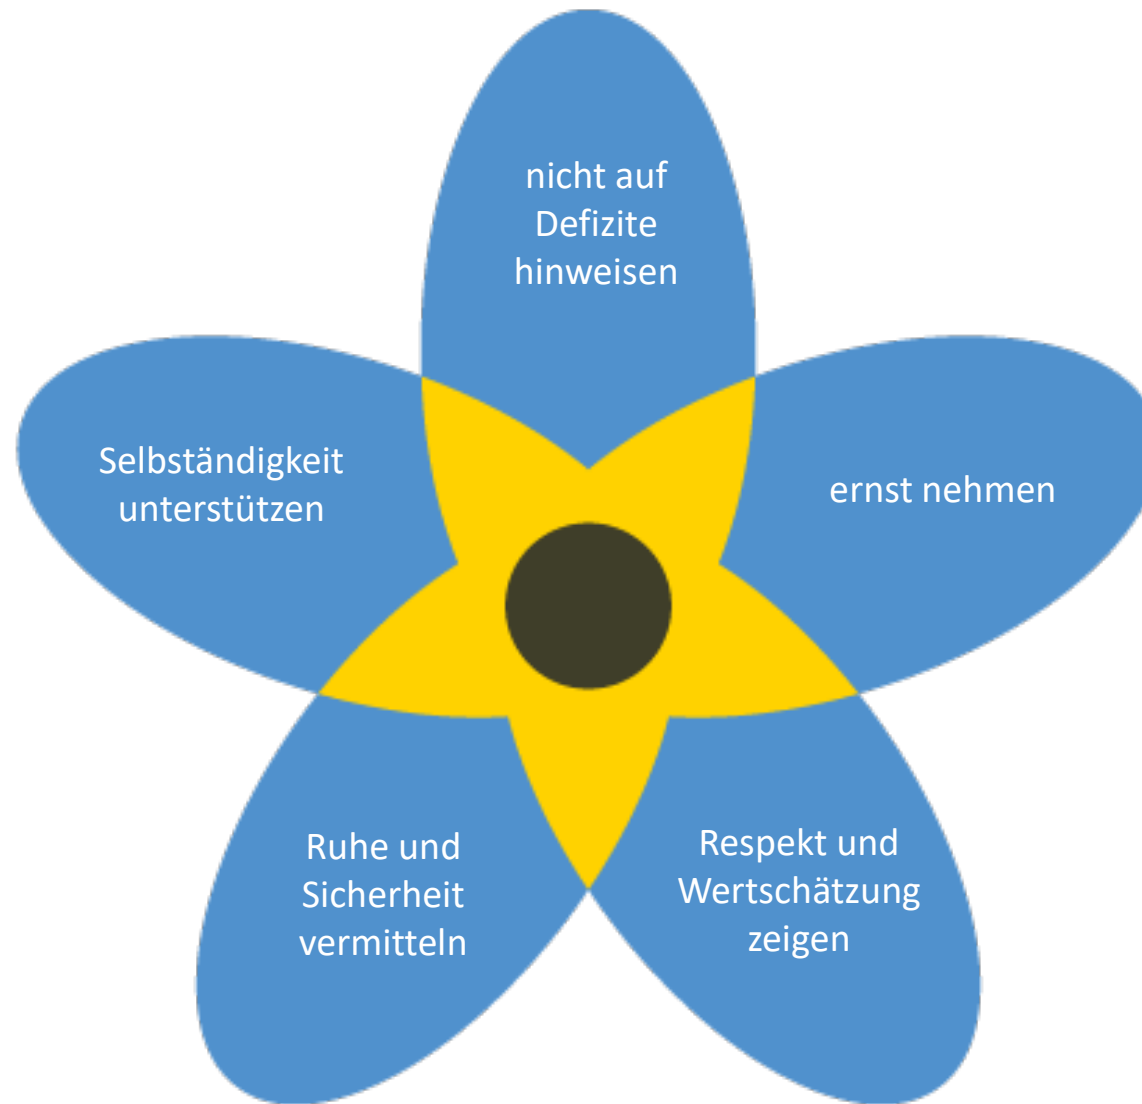 nicht auf
Defizite
hinweisen
Selbständigkeit
unterstützen
ernst nehmen
Ruhe und
Sicherheit
vermitteln
Respekt und
Wertschätzung
zeigen